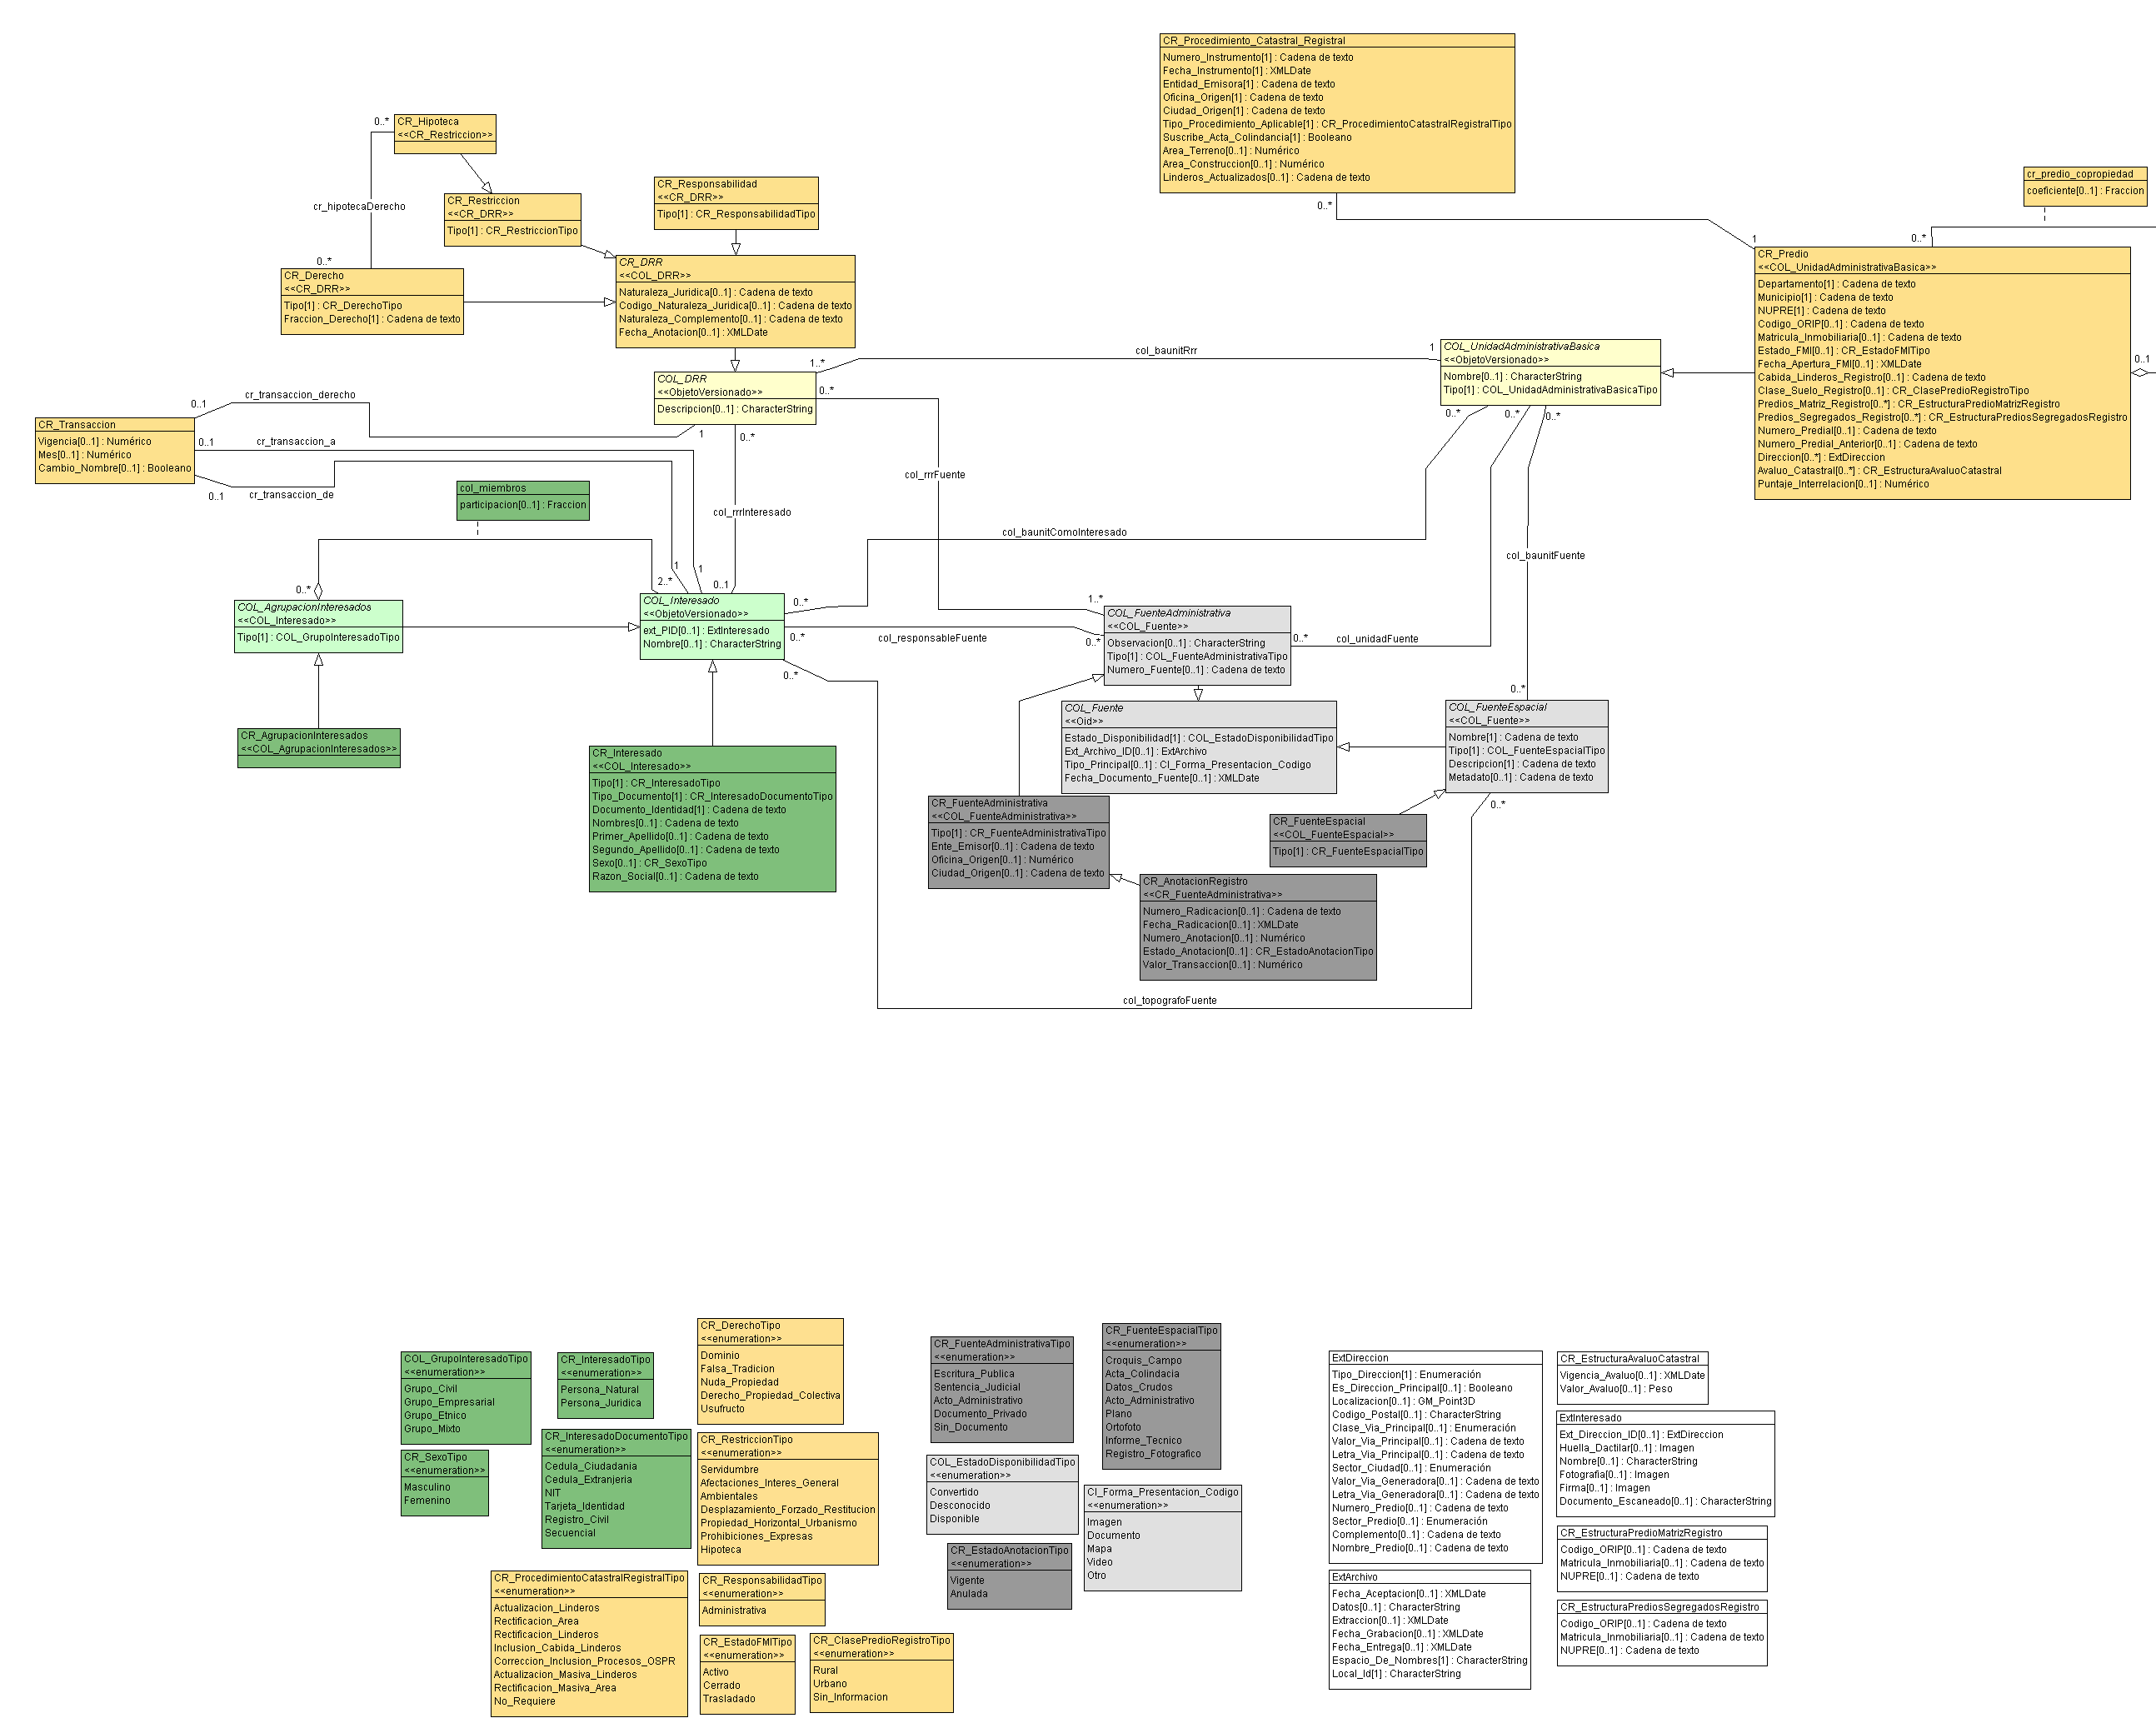 CR_Procedimiento_Catastral_Registral
Numero_Instrumento[1] : Cadena de texto
Fecha_Instrumento[1] : XMLDate
Entidad_Emisora[1] : Cadena de texto
Oficina_Origen[1] : Cadena de texto
Ciudad_Origen[1] : Cadena de texto
Tipo_Procedimiento_Aplicable[1] : CR_ProcedimientoCatastralRegistralTipo
Suscribe_Acta_Colindancia[1] : Booleano
Area_Terreno[0..1] : Numérico
Area_Construccion[0..1] : Numérico
Linderos_Actualizados[0..1] : Cadena de texto
0..*
1
cr_predio_copropiedad
coeficiente[0..1] : Fraccion
0..*
0..1
CR_Hipoteca
<<CR_Restriccion>>
0..*
cr_hipotecaDerecho
0..*
CR_Restriccion
<<CR_DRR>>
Tipo[1] : CR_RestriccionTipo
CR_Responsabilidad
<<CR_DRR>>
Tipo[1] : CR_ResponsabilidadTipo
CR_Derecho
<<CR_DRR>>
Tipo[1] : CR_DerechoTipo
Fraccion_Derecho[1] : Cadena de texto
CR_DRR
<<COL_DRR>>
Naturaleza_Juridica[0..1] : Cadena de texto
Codigo_Naturaleza_Juridica[0..1] : Cadena de texto
Naturaleza_Complemento[0..1] : Cadena de texto
Fecha_Anotacion[0..1] : XMLDate
CR_Predio
<<COL_UnidadAdministrativaBasica>>
Departamento[1] : Cadena de texto
Municipio[1] : Cadena de texto
NUPRE[1] : Cadena de texto
Codigo_ORIP[0..1] : Cadena de texto
Matricula_Inmobiliaria[0..1] : Cadena de texto
Estado_FMI[0..1] : CR_EstadoFMITipo
Fecha_Apertura_FMI[0..1] : XMLDate
Cabida_Linderos_Registro[0..1] : Cadena de texto
Clase_Suelo_Registro[0..1] : CR_ClasePredioRegistroTipo
Predios_Matriz_Registro[0..*] : CR_EstructuraPredioMatrizRegistro
Predios_Segregados_Registro[0..*] : CR_EstructuraPrediosSegregadosRegistro
Numero_Predial[0..1] : Cadena de texto
Numero_Predial_Anterior[0..1] : Cadena de texto
Direccion[0..*] : ExtDireccion
Avaluo_Catastral[0..*] : CR_EstructuraAvaluoCatastral
Puntaje_Interrelacion[0..1] : Numérico
COL_UnidadAdministrativaBasica
<<ObjetoVersionado>>
Nombre[0..1] : CharacterString
Tipo[1] : COL_UnidadAdministrativaBasicaTipo
col_baunitRrr
1..*
1
COL_DRR
<<ObjetoVersionado>>
Descripcion[0..1] : CharacterString
0..*
0..*
1
CR_Transaccion
Vigencia[0..1] : Numérico
Mes[0..1] : Numérico
Cambio_Nombre[0..1] : Booleano
0..1
cr_transaccion_derecho
0..1
cr_transaccion_a
0..1
cr_transaccion_de
col_miembros
participacion[0..1] : Fraccion
col_rrrFuente
col_rrrInteresado
col_baunitComoInteresado
0..*
0..*
0..*
col_baunitFuente
0..*
2..*
1
1
0..1
COL_AgrupacionInteresados
<<COL_Interesado>>
Tipo[1] : COL_GrupoInteresadoTipo
COL_Interesado
<<ObjetoVersionado>>
ext_PID[0..1] : ExtInteresado
Nombre[0..1] : CharacterString
0..*
0..*
col_responsableFuente
0..*
0..*
1..*
COL_FuenteAdministrativa
<<COL_Fuente>>
Observacion[0..1] : CharacterString
Tipo[1] : COL_FuenteAdministrativaTipo
Numero_Fuente[0..1] : Cadena de texto
0..*
col_unidadFuente
0..*
COL_Fuente
<<Oid>>
Estado_Disponibilidad[1] : COL_EstadoDisponibilidadTipo
Ext_Archivo_ID[0..1] : ExtArchivo
Tipo_Principal[0..1] : CI_Forma_Presentacion_Codigo
Fecha_Documento_Fuente[0..1] : XMLDate
COL_FuenteEspacial
<<COL_Fuente>>
Nombre[1] : Cadena de texto
Tipo[1] : COL_FuenteEspacialTipo
Descripcion[1] : Cadena de texto
Metadato[0..1] : Cadena de texto
0..*
CR_AgrupacionInteresados
<<COL_AgrupacionInteresados>>
CR_Interesado
<<COL_Interesado>>
Tipo[1] : CR_InteresadoTipo
Tipo_Documento[1] : CR_InteresadoDocumentoTipo
Documento_Identidad[1] : Cadena de texto
Nombres[0..1] : Cadena de texto
Primer_Apellido[0..1] : Cadena de texto
Segundo_Apellido[0..1] : Cadena de texto
Sexo[0..1] : CR_SexoTipo
Razon_Social[0..1] : Cadena de texto
CR_FuenteAdministrativa
<<COL_FuenteAdministrativa>>
Tipo[1] : CR_FuenteAdministrativaTipo
Ente_Emisor[0..1] : Cadena de texto
Oficina_Origen[0..1] : Numérico
Ciudad_Origen[0..1] : Cadena de texto
CR_FuenteEspacial
<<COL_FuenteEspacial>>
Tipo[1] : CR_FuenteEspacialTipo
CR_AnotacionRegistro
<<CR_FuenteAdministrativa>>
Numero_Radicacion[0..1] : Cadena de texto
Fecha_Radicacion[0..1] : XMLDate
Numero_Anotacion[0..1] : Numérico
Estado_Anotacion[0..1] : CR_EstadoAnotacionTipo
Valor_Transaccion[0..1] : Numérico
col_topografoFuente
COL_GrupoInteresadoTipo
<<enumeration>>
Grupo_Civil
Grupo_Empresarial
Grupo_Etnico
Grupo_Mixto
CR_SexoTipo
<<enumeration>>
Masculino
Femenino
CR_InteresadoTipo
<<enumeration>>
Persona_Natural
Persona_Juridica
CR_InteresadoDocumentoTipo
<<enumeration>>
Cedula_Ciudadania
Cedula_Extranjeria
NIT
Tarjeta_Identidad
Registro_Civil
Secuencial
CR_ProcedimientoCatastralRegistralTipo
<<enumeration>>
Actualizacion_Linderos
Rectificacion_Area
Rectificacion_Linderos
Inclusion_Cabida_Linderos
Correccion_Inclusion_Procesos_OSPR
Actualizacion_Masiva_Linderos
Rectificacion_Masiva_Area
No_Requiere
CR_DerechoTipo
<<enumeration>>
Dominio
Falsa_Tradicion
Nuda_Propiedad
Derecho_Propiedad_Colectiva
Usufructo
CR_RestriccionTipo
<<enumeration>>
Servidumbre
Afectaciones_Interes_General
Ambientales
Desplazamiento_Forzado_Restitucion
Propiedad_Horizontal_Urbanismo
Prohibiciones_Expresas
Hipoteca
CR_ResponsabilidadTipo
<<enumeration>>
Administrativa
CR_EstadoFMITipo
<<enumeration>>
Activo
Cerrado
Trasladado
CR_ClasePredioRegistroTipo
<<enumeration>>
Rural
Urbano
Sin_Informacion
CR_FuenteAdministrativaTipo
<<enumeration>>
Escritura_Publica
Sentencia_Judicial
Acto_Administrativo
Documento_Privado
Sin_Documento
COL_EstadoDisponibilidadTipo
<<enumeration>>
Convertido
Desconocido
Disponible
CR_EstadoAnotacionTipo
<<enumeration>>
Vigente
Anulada
CR_FuenteEspacialTipo
<<enumeration>>
Croquis_Campo
Acta_Colindacia
Datos_Crudos
Acto_Administrativo
Plano
Ortofoto
Informe_Tecnico
Registro_Fotografico
CI_Forma_Presentacion_Codigo
<<enumeration>>
Imagen
Documento
Mapa
Video
Otro
ExtDireccion
Tipo_Direccion[1] : Enumeración
Es_Direccion_Principal[0..1] : Booleano
Localizacion[0..1] : GM_Point3D
Codigo_Postal[0..1] : CharacterString
Clase_Via_Principal[0..1] : Enumeración
Valor_Via_Principal[0..1] : Cadena de texto
Letra_Via_Principal[0..1] : Cadena de texto
Sector_Ciudad[0..1] : Enumeración
Valor_Via_Generadora[0..1] : Cadena de texto
Letra_Via_Generadora[0..1] : Cadena de texto
Numero_Predio[0..1] : Cadena de texto
Sector_Predio[0..1] : Enumeración
Complemento[0..1] : Cadena de texto
Nombre_Predio[0..1] : Cadena de texto
ExtArchivo
Fecha_Aceptacion[0..1] : XMLDate
Datos[0..1] : CharacterString
Extraccion[0..1] : XMLDate
Fecha_Grabacion[0..1] : XMLDate
Fecha_Entrega[0..1] : XMLDate
Espacio_De_Nombres[1] : CharacterString
Local_Id[1] : CharacterString
CR_EstructuraAvaluoCatastral
Vigencia_Avaluo[0..1] : XMLDate
Valor_Avaluo[0..1] : Peso
ExtInteresado
Ext_Direccion_ID[0..1] : ExtDireccion
Huella_Dactilar[0..1] : Imagen
Nombre[0..1] : CharacterString
Fotografia[0..1] : Imagen
Firma[0..1] : Imagen
Documento_Escaneado[0..1] : CharacterString
CR_EstructuraPredioMatrizRegistro
Codigo_ORIP[0..1] : Cadena de texto
Matricula_Inmobiliaria[0..1] : Cadena de texto
NUPRE[0..1] : Cadena de texto
CR_EstructuraPrediosSegregadosRegistro
Codigo_ORIP[0..1] : Cadena de texto
Matricula_Inmobiliaria[0..1] : Cadena de texto
NUPRE[0..1] : Cadena de texto